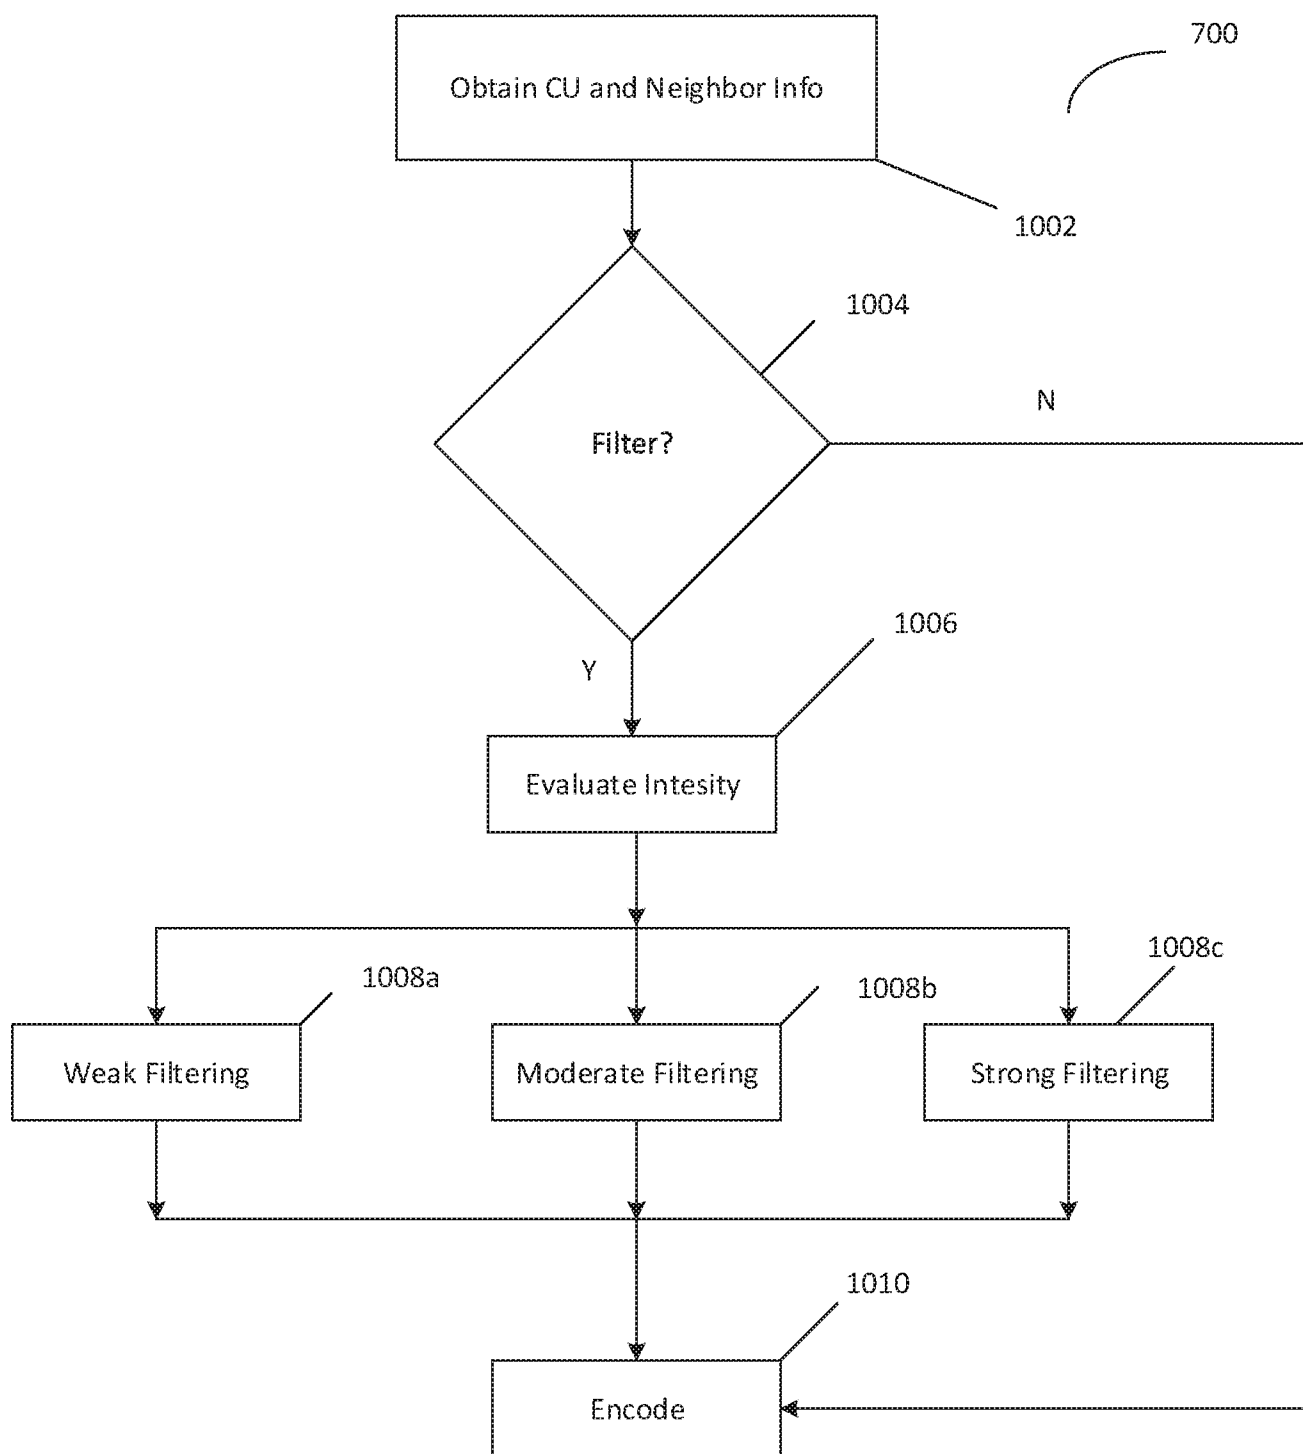 700
Obtain CU and Neighbor Info
1002
1004
N
Filter?
1006
Y
Evaluate Intesity
1008c
1008a
1008b
Weak Filtering
Moderate Filtering
Strong Filtering
1010
Encode